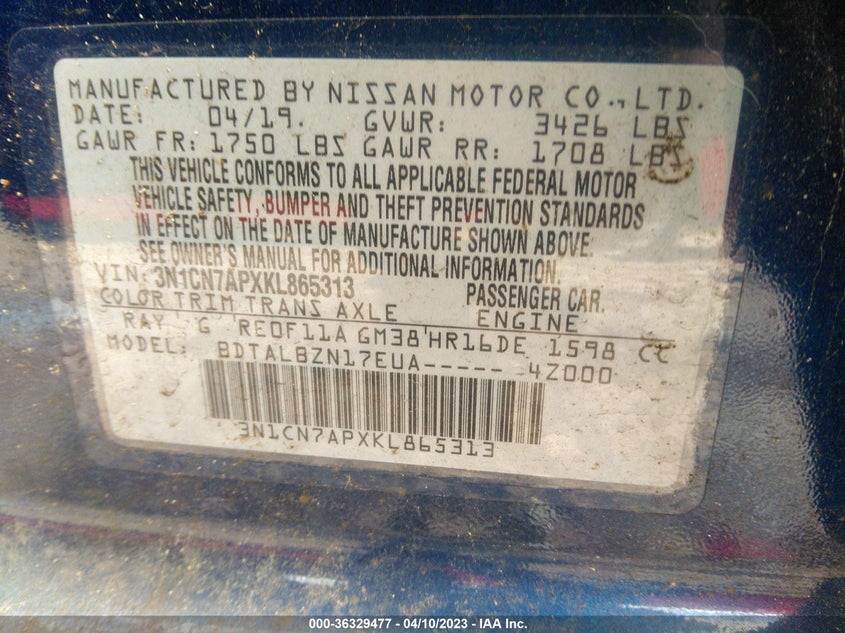 MANUFACTURED BY NISSAN MOTOR CO., LTD.
DATE: 04/19. GVWR: 3426 LBS
GAWR FR: 1750 LBS GAWR RR: 1708 LBS
THIS VEHICLE CONFORMS TO ALL APPLICABLE FEDERAL MOTOR
VEHICLE SAFETY, BUMPER AND THEFT PREVENTION STANDARDS
IN EFFECT ON THE DATE OF MANUFACTURE SHOWN ABOVE.
SEE OWNER'S MANUAL FOR ADDITIONAL INFORMATION.
VIN: 3N1CN7APXKL865313 PASSENGER CAR.
COLOR TRIM TRANS AXLE ENGINE
RAY G RE0F11A GM38 HR16DE 1598 CC
MODEL: BDTALBZN17EUA----- 4Z000
3N1CN7APXKL865313
000-36329477 - 04/10/2023 - IAA Inc.